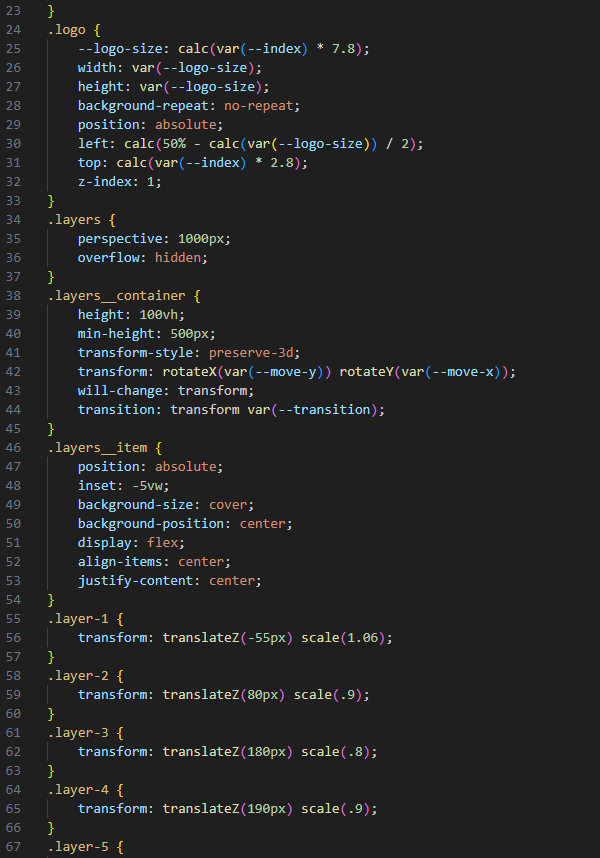 23 }
24 .logo {
25 --logo-size: calc(var(--index) * 7.8);
26 width: var(--logo-size);
27 height: var(--logo-size);
28 background-repeat: no-repeat;
29 position: absolute;
30 left: calc(50% - calc(var(--logo-size)) / 2);
31 top: calc(var(--index) * 2.8);
32 z-index: 1;
33 }
34 .layers {
35 perspective: 1000px;
36 overflow: hidden;
37 }
38 .layers__container {
39 height: 100vh;
40 min-height: 500px;
41 transform-style: preserve-3d;
42 transform: rotateX(var(--move-y)) rotateY(var(--move-x));
43 will-change: transform;
44 transition: transform var(--transition);
45 }
46 .layers__item {
47 position: absolute;
48 inset: -5vw;
49 background-size: cover;
50 background-position: center;
51 display: flex;
52 align-items: center;
53 justify-content: center;
54 }
55 .layer-1 {
56 transform: translateZ(-55px) scale(1.06);
57 }
58 .layer-2 {
59 transform: translateZ(80px) scale(.9);
60 }
61 .layer-3 {
62 transform: translateZ(180px) scale(.8);
63 }
64 .layer-4 {
65 transform: translateZ(190px) scale(.9);
66 }
67 .layer-5 {